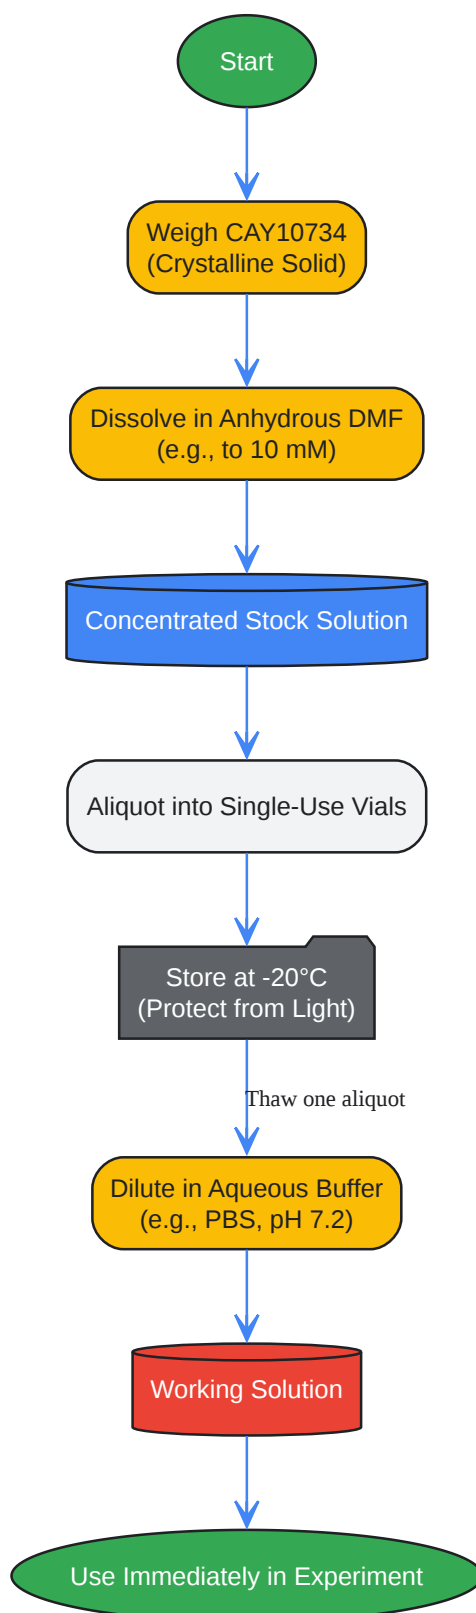 Start
Weigh CAY10734
(Crystalline Solid)
Dissolve in Anhydrous DMF
(e.g., to 10 mM)
Concentrated Stock Solution
Aliquot into Single-Use Vials
Store at -20°C
(Protect from Light)
Thaw one aliquot
Dilute in Aqueous Buffer
(e.g., PBS, pH 7.2)
Working Solution
Use Immediately in Experiment